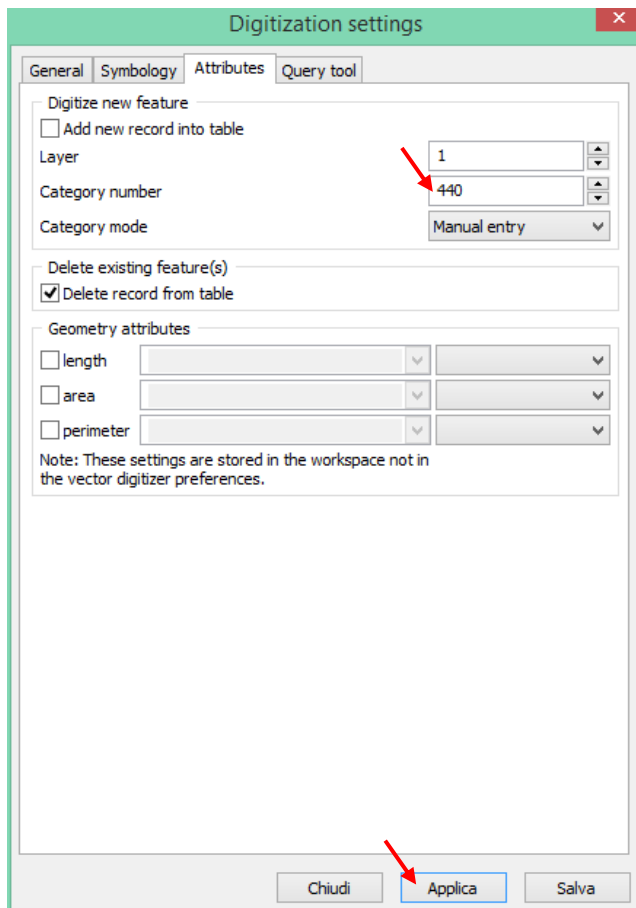 Digitization settings
General Symbology Attributes Query tool
Digitize new feature
Add new record into table
Layer 1
Category number 440
Category mode Manual entry
Delete existing feature(s)
Delete record from table
Geometry attributes
length
area
perimeter
Note: These settings are stored in the workspace not in
the vector digitizer preferences.
Chiudi Applica Salva